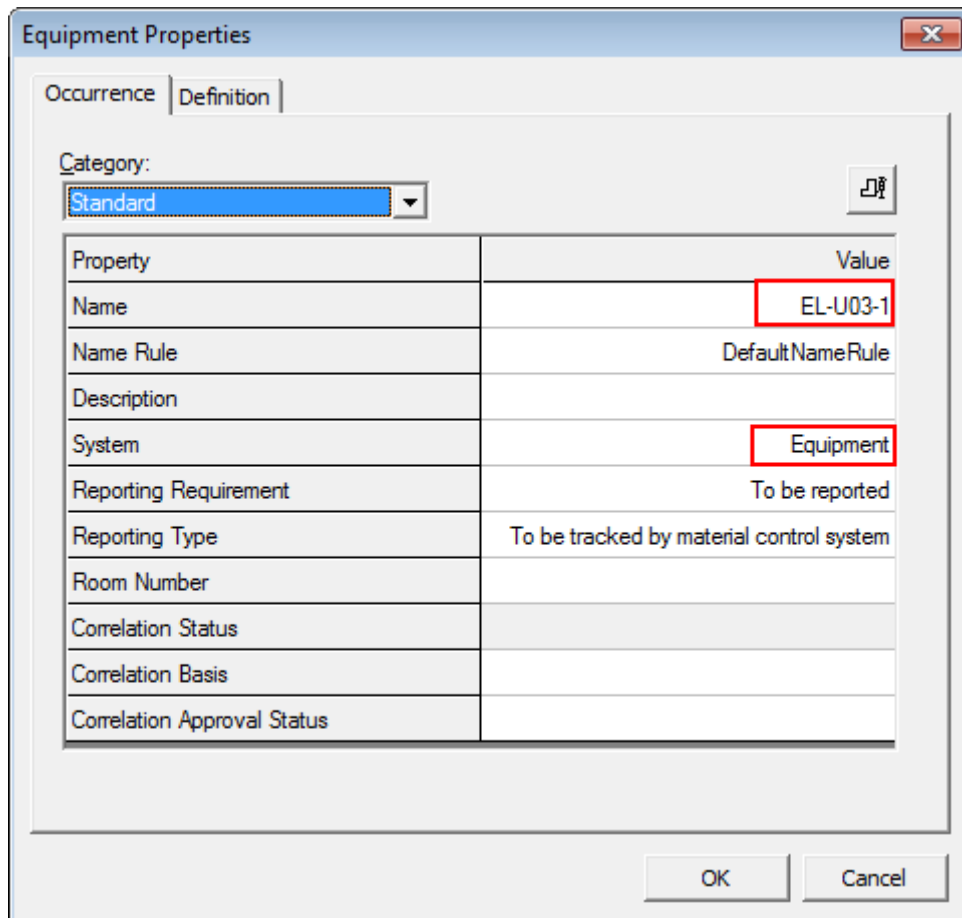 Equipment Properties
Occurrence Definition
Category:
Standard
Property Value
Name EL-U03-1
Name Rule DefaultNameRule
Description
System Equipment
Reporting Requirement To be reported
Reporting Type To be tracked by material control system
Room Number
Correlation Status
Correlation Basis
Correlation Approval Status
OK Cancel